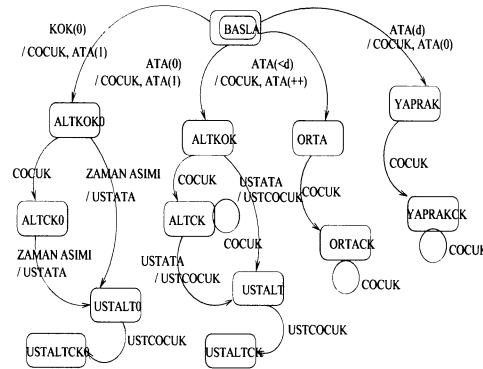 BASLA
KOK(0)
/ COCUK, ATA(1)
ATA(0)
/ COCUK, ATA(1)
ATA(<d)
/ COCUK, ATA(++)
ATA(d)
/ COCUK, ATA(0)
ALTKOK0
ALTKOK
ORTA
YAPRAK
COCUK
ZAMAN ASIMI
/ USTATA
COCUK
USTATA
/ USTCOCUK
COCUK
COCUK
ALTCK0
ALTCK
COCUK
ORTACK
YAPRAKCK
COCUK
ZAMAN ASIMI
/ USTATA
USTATA
/ USTCOCUK
COCUK
USTALT0
USTALT
USTCOCUK
USTCOCUK
USTALTCK0
USTALTCK